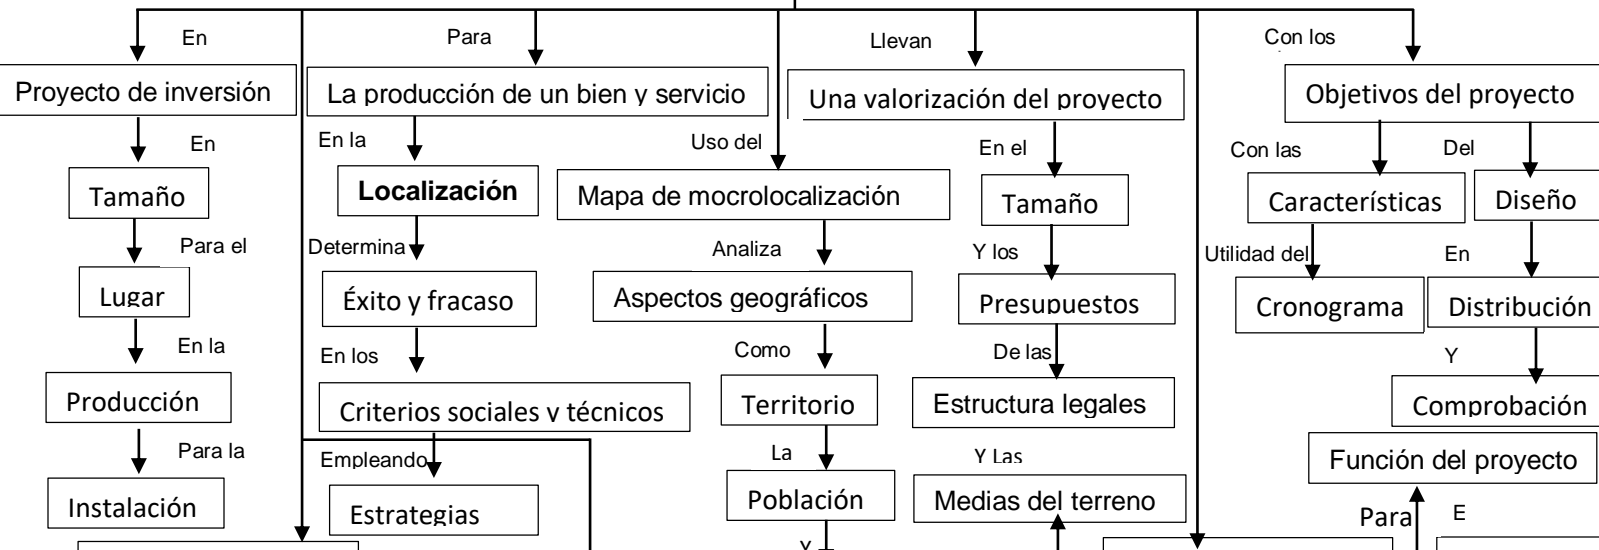 En
Para
Llevan
Con los
Proyecto de inversión
La producción de un bien y servicio
Una valorización del proyecto
Objetivos del proyecto
En
En la
Uso del
En el
Con las
Del
Tamaño
Localización
Mapa de mocrolocalización
Tamaño
Características
Diseño
Para el
Determina
Analiza
Y los
Utilidad del
En
Lugar
Éxito y fracaso
Aspectos geográficos
Presupuestos
Cronograma
Distribución
En la
En los
Como
De las
Y
Producción
Criterios sociales y técnicos
Territorio
Estructura legales
Comprobación
Para la
Empleando
La
Y Las
Función del proyecto
Instalación
Estrategias
Población
Medias del terreno
Para
E
Y